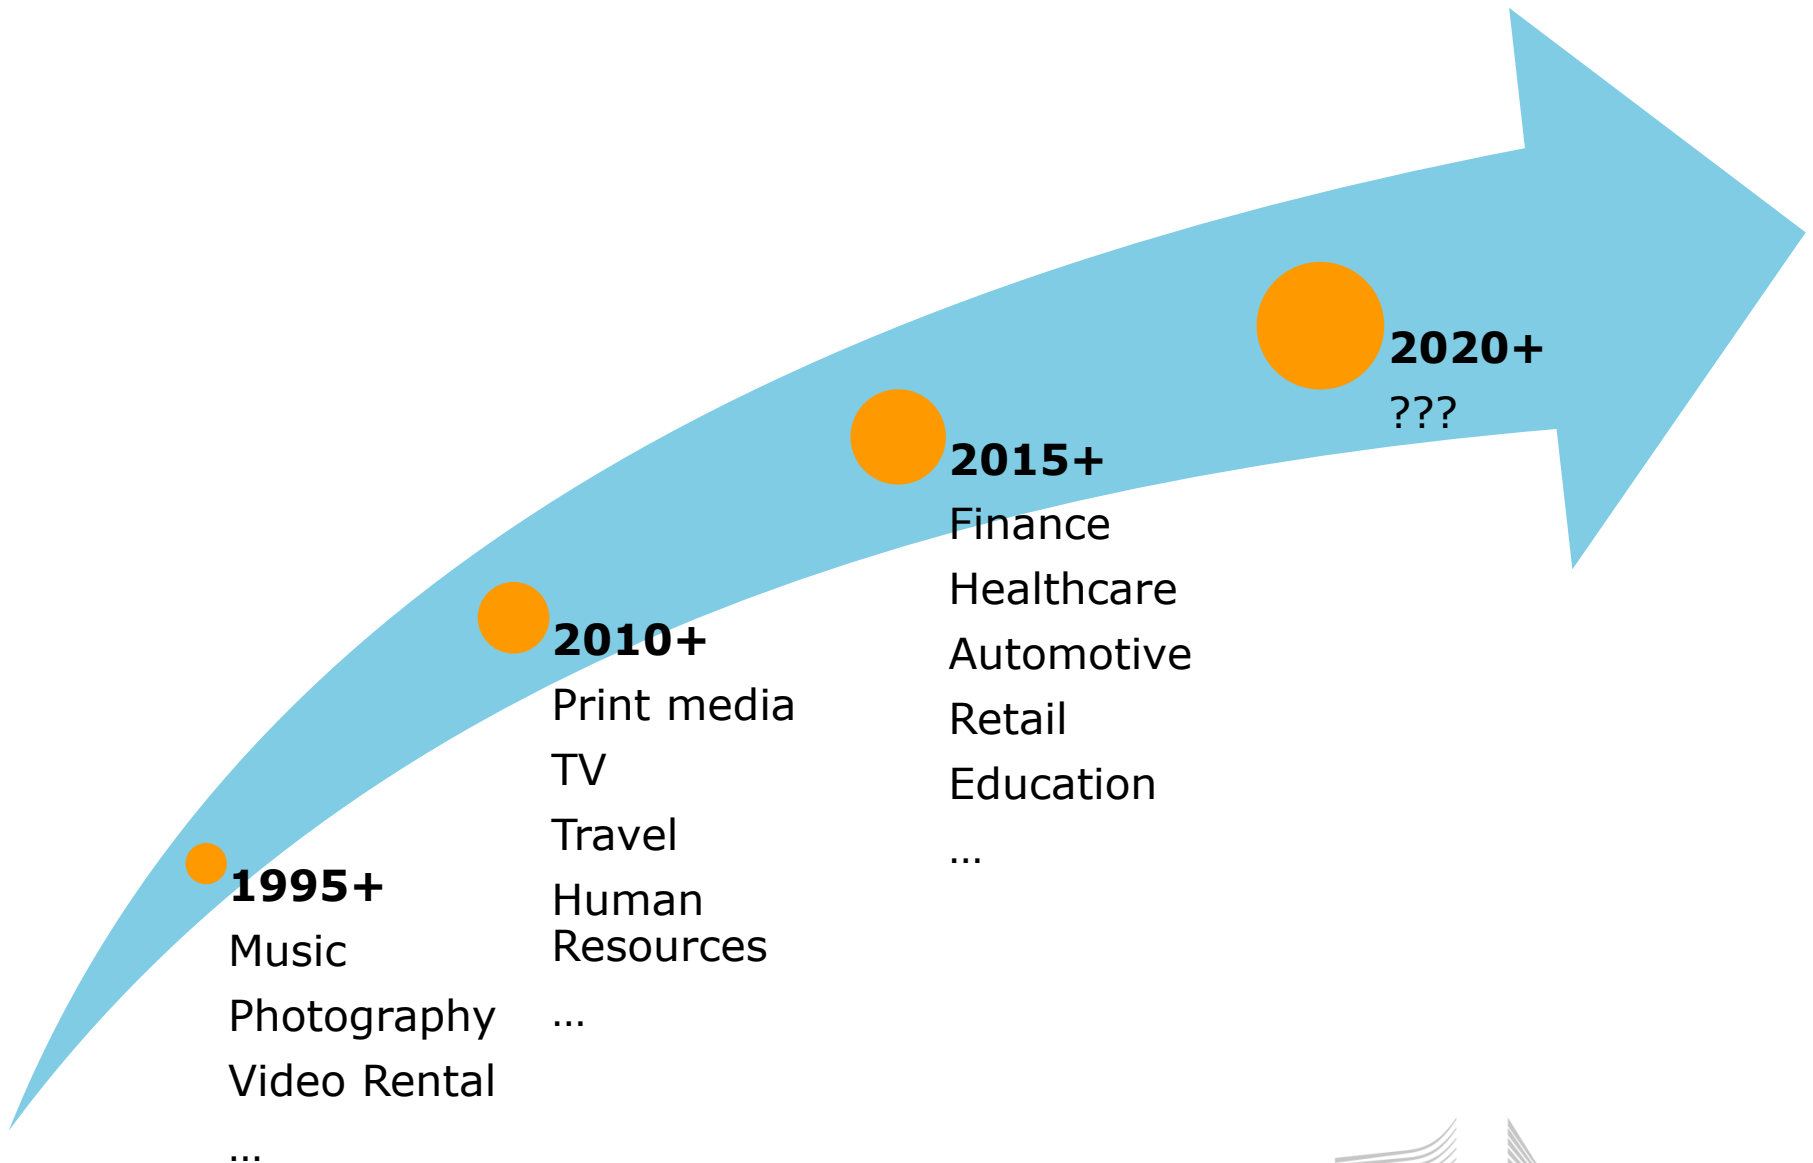 1995+
Music
Photography
Video Rental
...
2010+
Print media
TV
Travel
Human
Resources
...
2015+
Finance
Healthcare
Automotive
Retail
Education
...
2020+
???